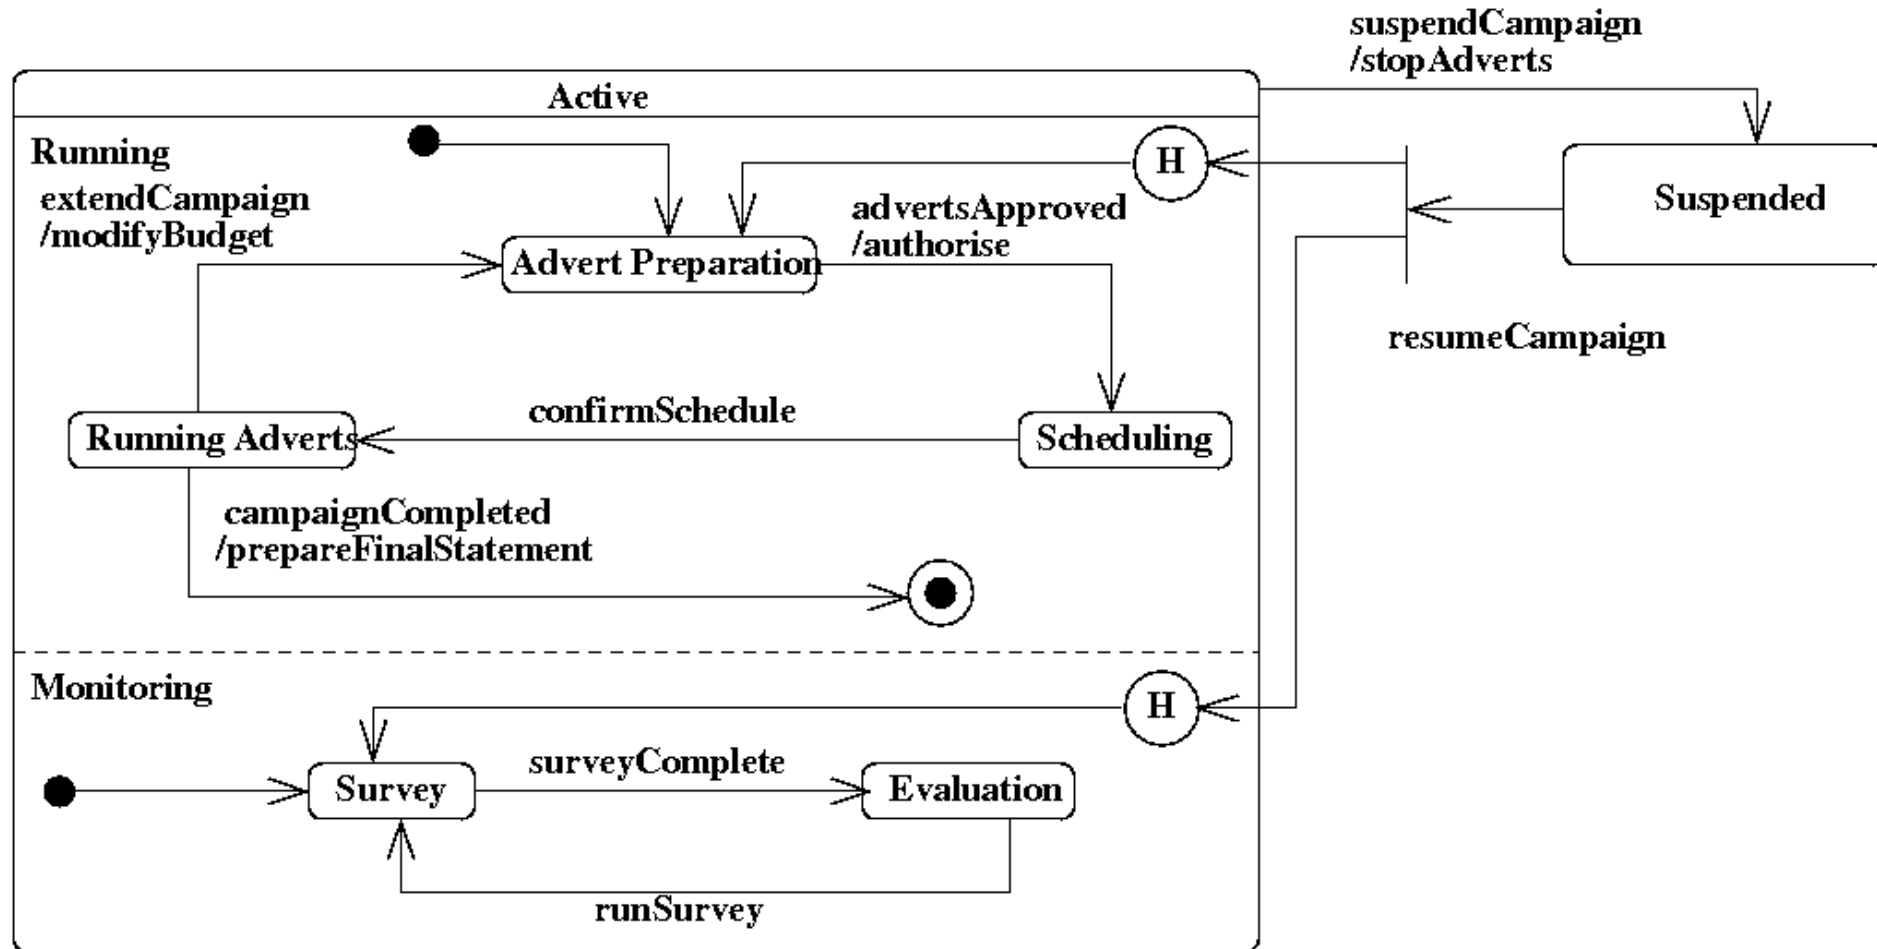 suspendCampaign
/stopAdverts
Active
Running
H
extendCampaign
/modifyBudget
advertsApproved
/authorise
Suspended
Advert Preparation
resumeCampaign
confirmSchedule
Running Adverts
Scheduling
campaignCompleted
/prepareFinalStatement
Monitoring
H
surveyComplete
Survey
Evaluation
runSurvey